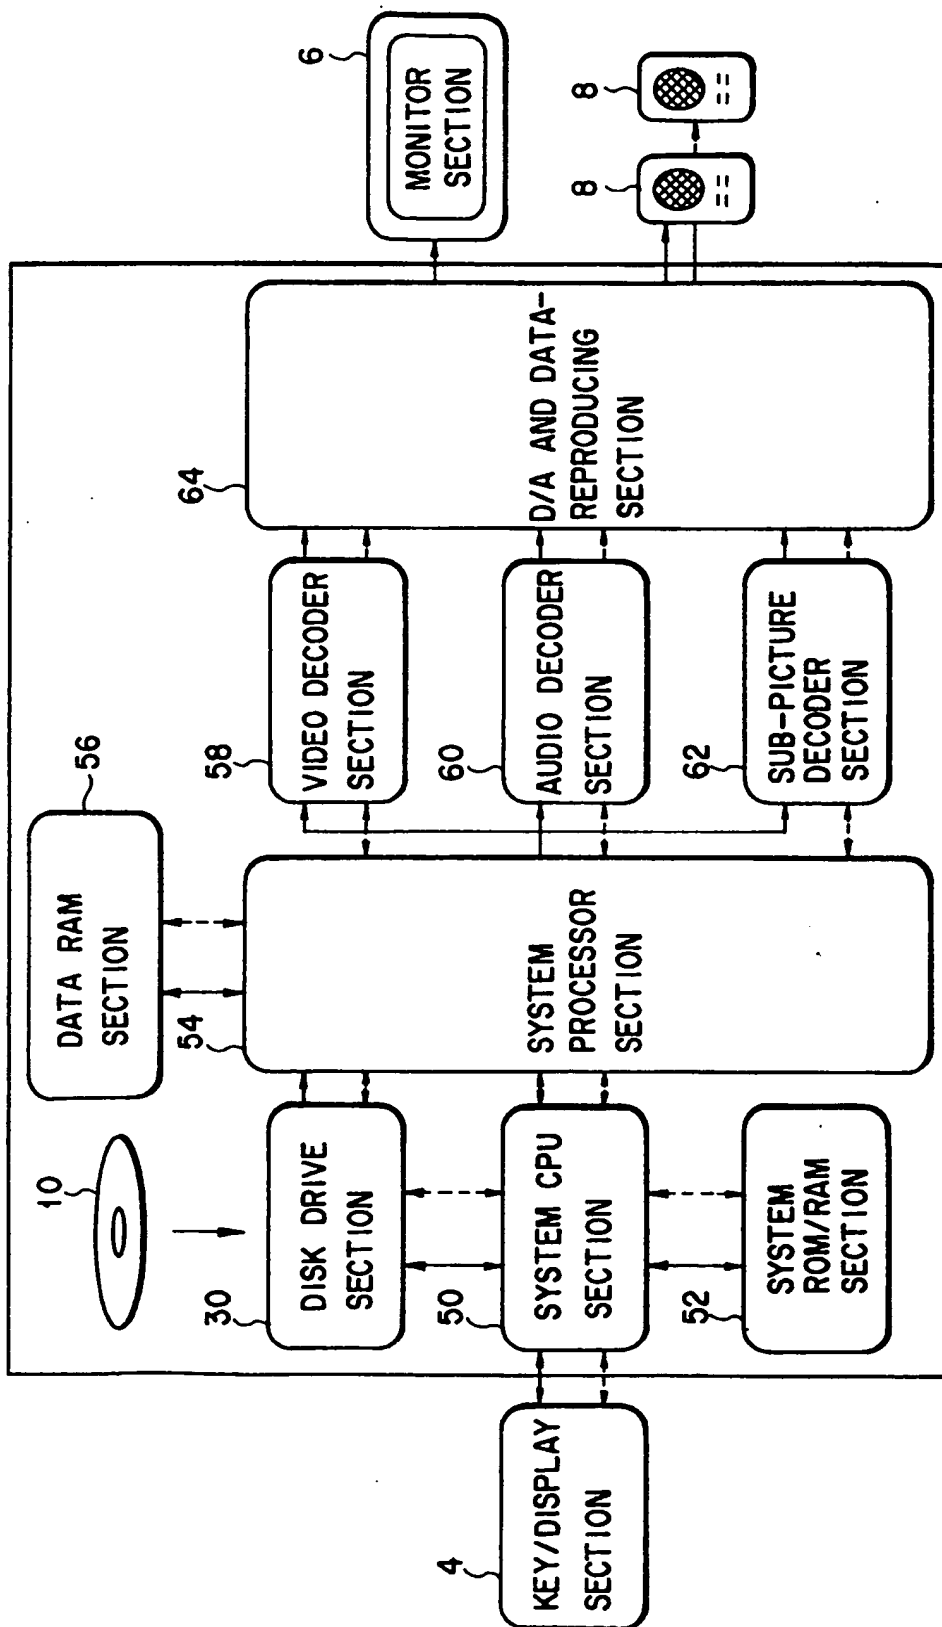 4
KEY/DISPLAY
SECTION
10
30
DISK DRIVE
SECTION
50
SYSTEM CPU
SECTION
52
SYSTEM
ROM/RAM
SECTION
56
DATA RAM
SECTION
54
SYSTEM
PROCESSOR
SECTION
58
VIDEO DECODER
SECTION
60
AUDIO DECODER
SECTION
62
SUB-PICTURE
DECODER
SECTION
64
D/A AND DATA-
REPRODUCING
SECTION
6
MONITOR
SECTION
8
8